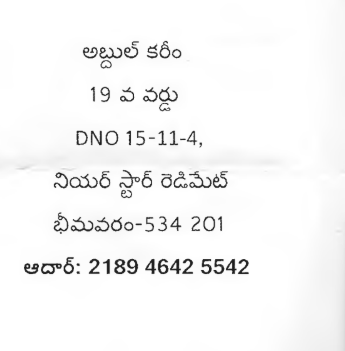 అబ్దుల్ కరీం
19 వ వర్డు
DNO 15-11-4,
నియర్ స్టార్ రెడిమేట్
భీమవరం-534 201
ఆదార్: 2189 4642 5542